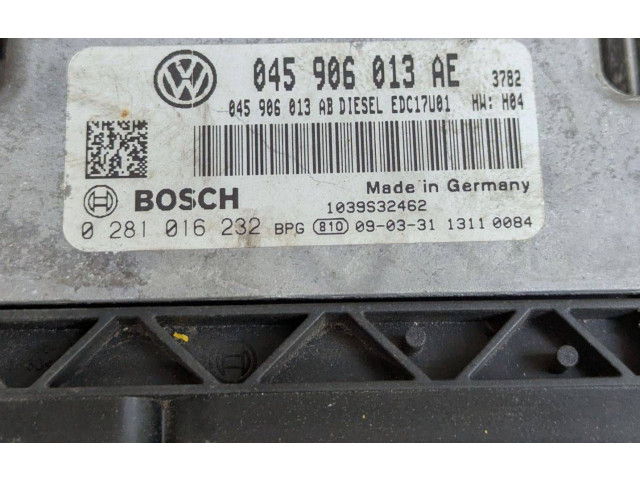 045 906 013 AE 3782
045 906 013 AB DIESEL EDC17U01 HW: H04
BOSCH
Made in Germany
1039S32462
0 281 016 232 BPG 810 09-03-31 1311 0084